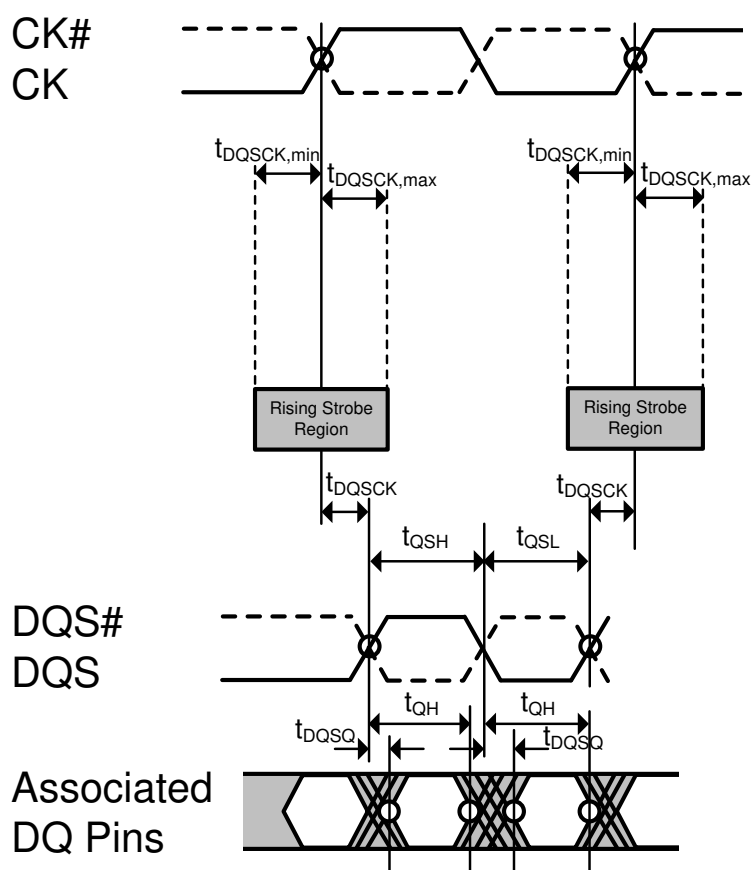 CK#
CK
tDQSCK,min
tDQSCK,max
tDQSCK,min
tDQSCK,max
Rising Strobe
Region
Rising Strobe
Region
tDQSCK
tDQSCK
tQSH
tQSL
DQS#
DQS
tQH
tQH
tDQSQ
tDQSQ
Associated
DQ Pins